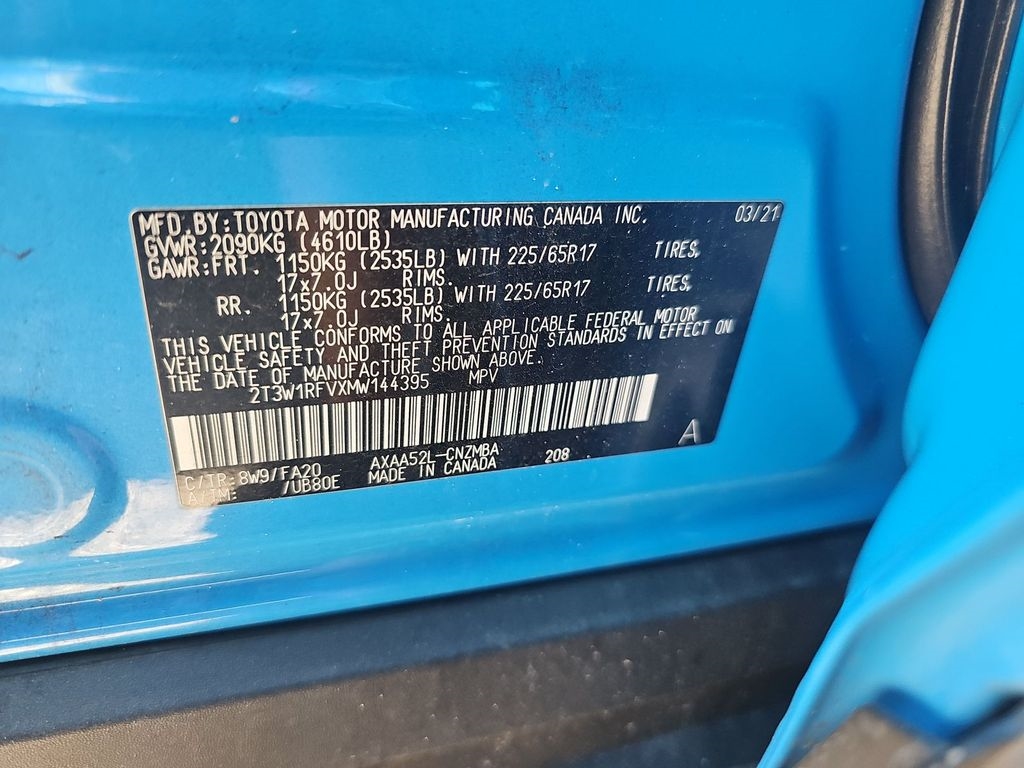 MFD.BY:TOYOTA MOTOR MANUFACTURING CANADA INC. 03/21
GVWR:2090KG (4610LB)
GAWR:FRT. 1150KG (2535LB) WITH 225/65R17 TIRES,
17x7.0J RIMS.
RR. 1150KG (2535LB) WITH 225/65R17 TIRES,
17x7.0J RIMS.
THIS VEHICLE CONFORMS TO ALL APPLICABLE FEDERAL MOTOR
VEHICLE SAFETY AND THEFT PREVENTION STANDARDS IN EFFECT ON
THE DATE OF MANUFACTURE SHOWN ABOVE.
2T3W1RFVXMW144395 MPV
A
C/TR:8W9/FA20 AXAA52L-CNZMBA 208
A/TM: /UB80E MADE IN CANADA